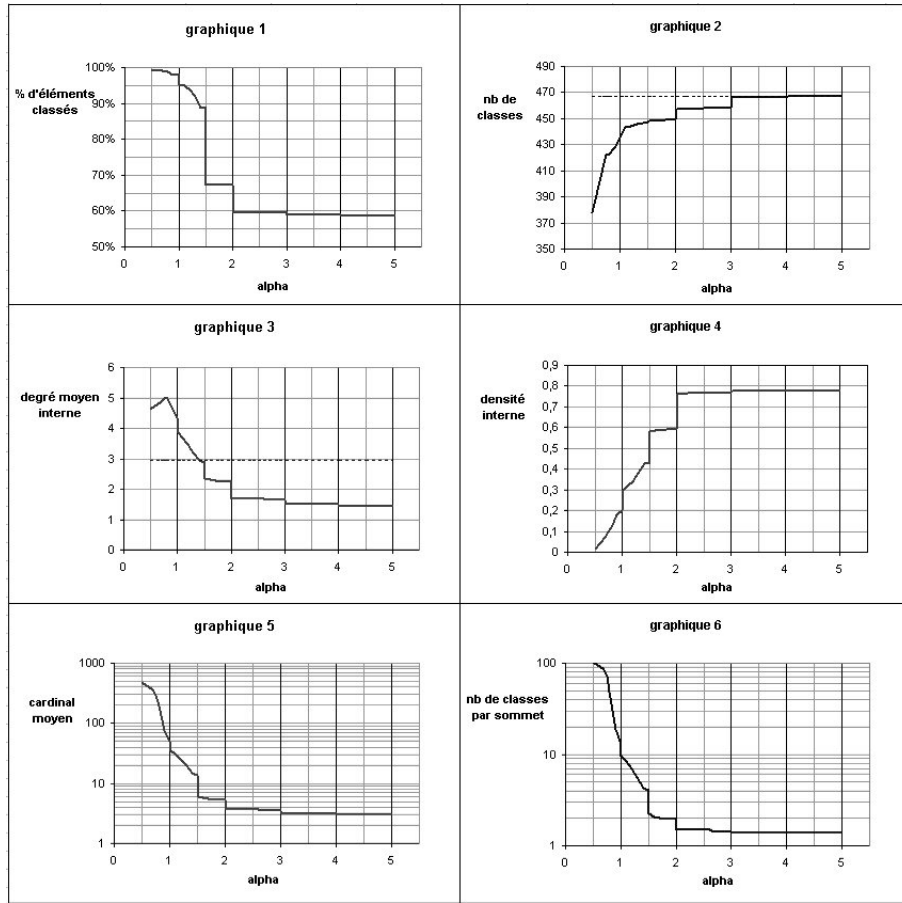 graphique 1
100%
% d'éléments
classés
90%
80%
70%
60%
50%
0 1 2 3 4 5
alpha
graphique 2
490
470
nb de
classes
450
430
410
390
370
350
0 1 2 3 4 5
alpha
graphique 3
6
5
degré moyen
interne
4
3
2
1
0
0 1 2 3 4 5
alpha
graphique 4
0,9
0,8
densité
interne
0,7
0,6
0,5
0,4
0,3
0,2
0,1
0
0 1 2 3 4 5
alpha
graphique 5
1000
cardinal
moyen
100
10
1
0 1 2 3 4 5
alpha
graphique 6
100
nb de classes
par sommet
10
1
0 1 2 3 4 5
alpha